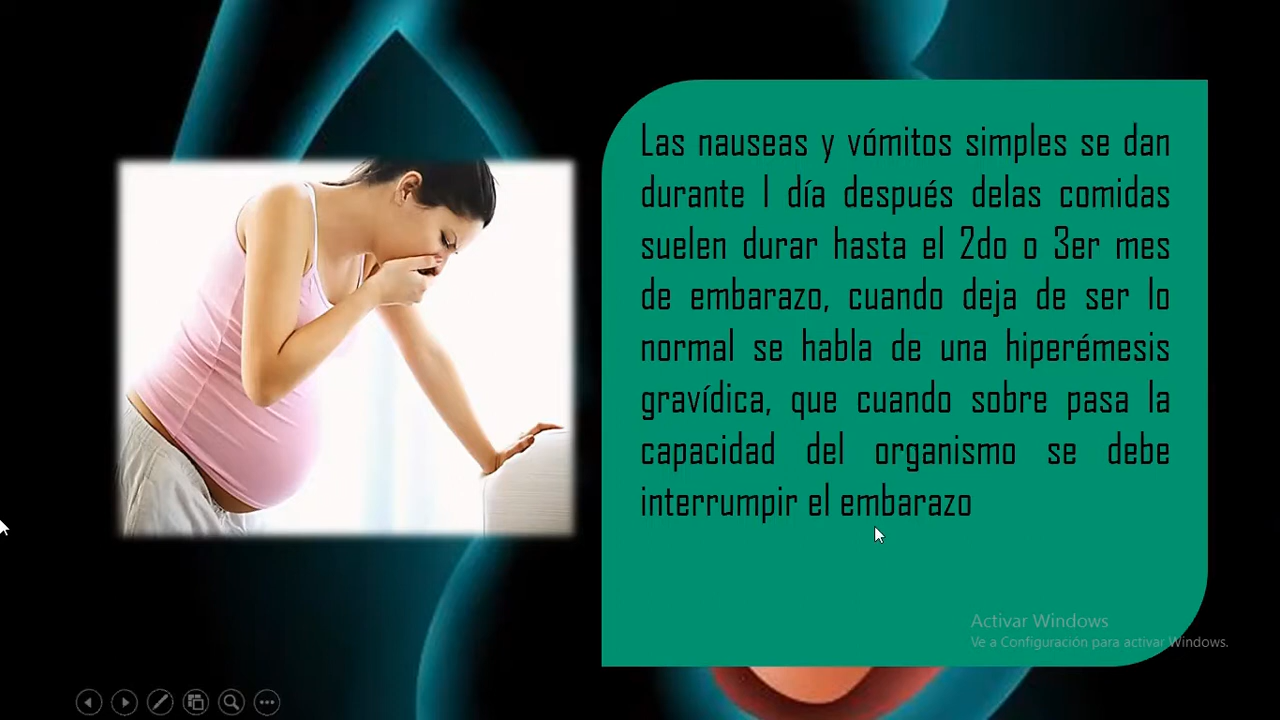 Las nauseas y vómitos simples se dan
durante l día después delas comidas
suelen durar hasta el 2do o 3er mes
de embarazo, cuando deja de ser lo
normal se habla de una hiperémesis
gravídica, que cuando sobre pasa la
capacidad del organismo se debe
interrumpir el embarazo
Activar Windows
Ve a Configuración para activar Windows.